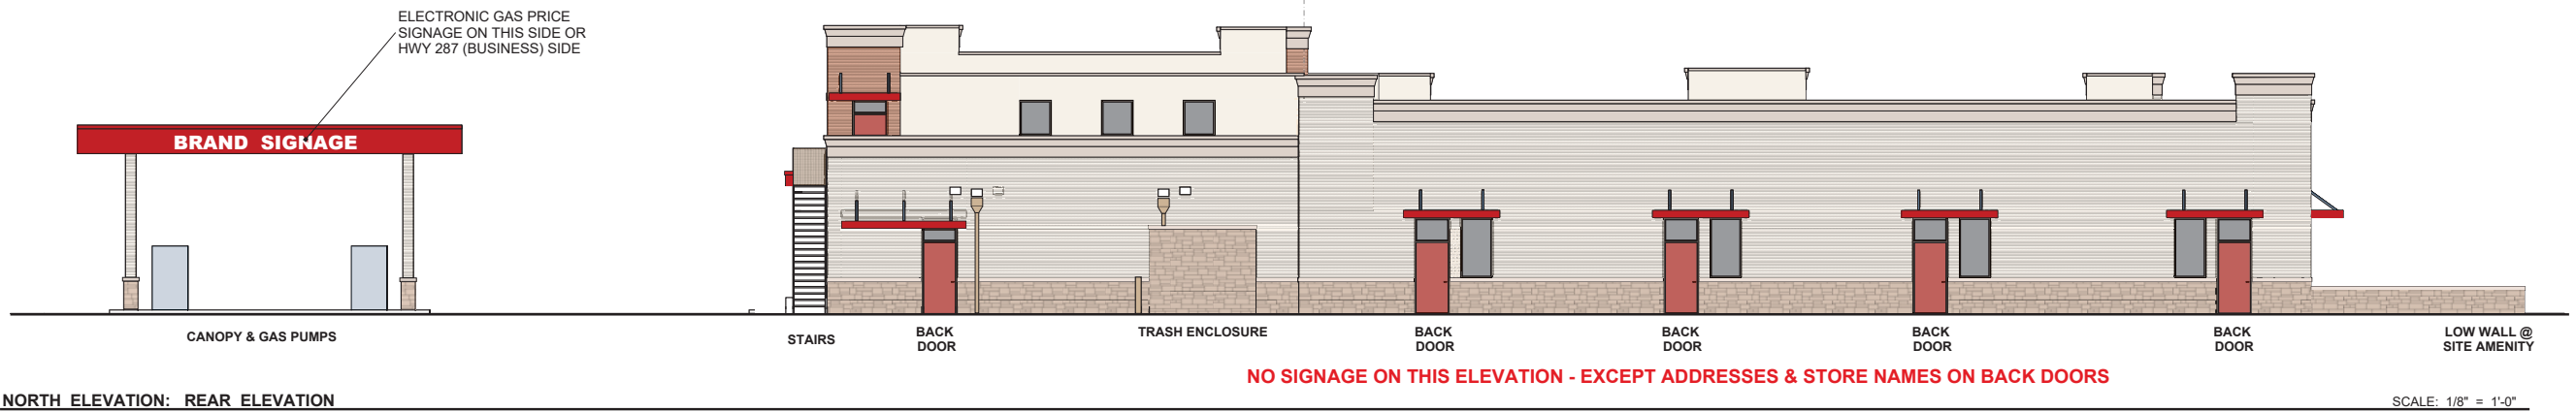 ELECTRONIC GAS PRICE
SIGNAGE ON THIS SIDE OR
HWY 287 (BUSINESS) SIDE
BRAND SIGNAGE
CANOPY & GAS PUMPS
STAIRS
BACK
DOOR
TRASH ENCLOSURE
BACK
DOOR
BACK
DOOR
BACK
DOOR
BACK
DOOR
LOW WALL @
SITE AMENITY
NO SIGNAGE ON THIS ELEVATION - EXCEPT ADDRESSES & STORE NAMES ON BACK DOORS
NORTH ELEVATION: REAR ELEVATION
SCALE: 1/8" = 1'-0"